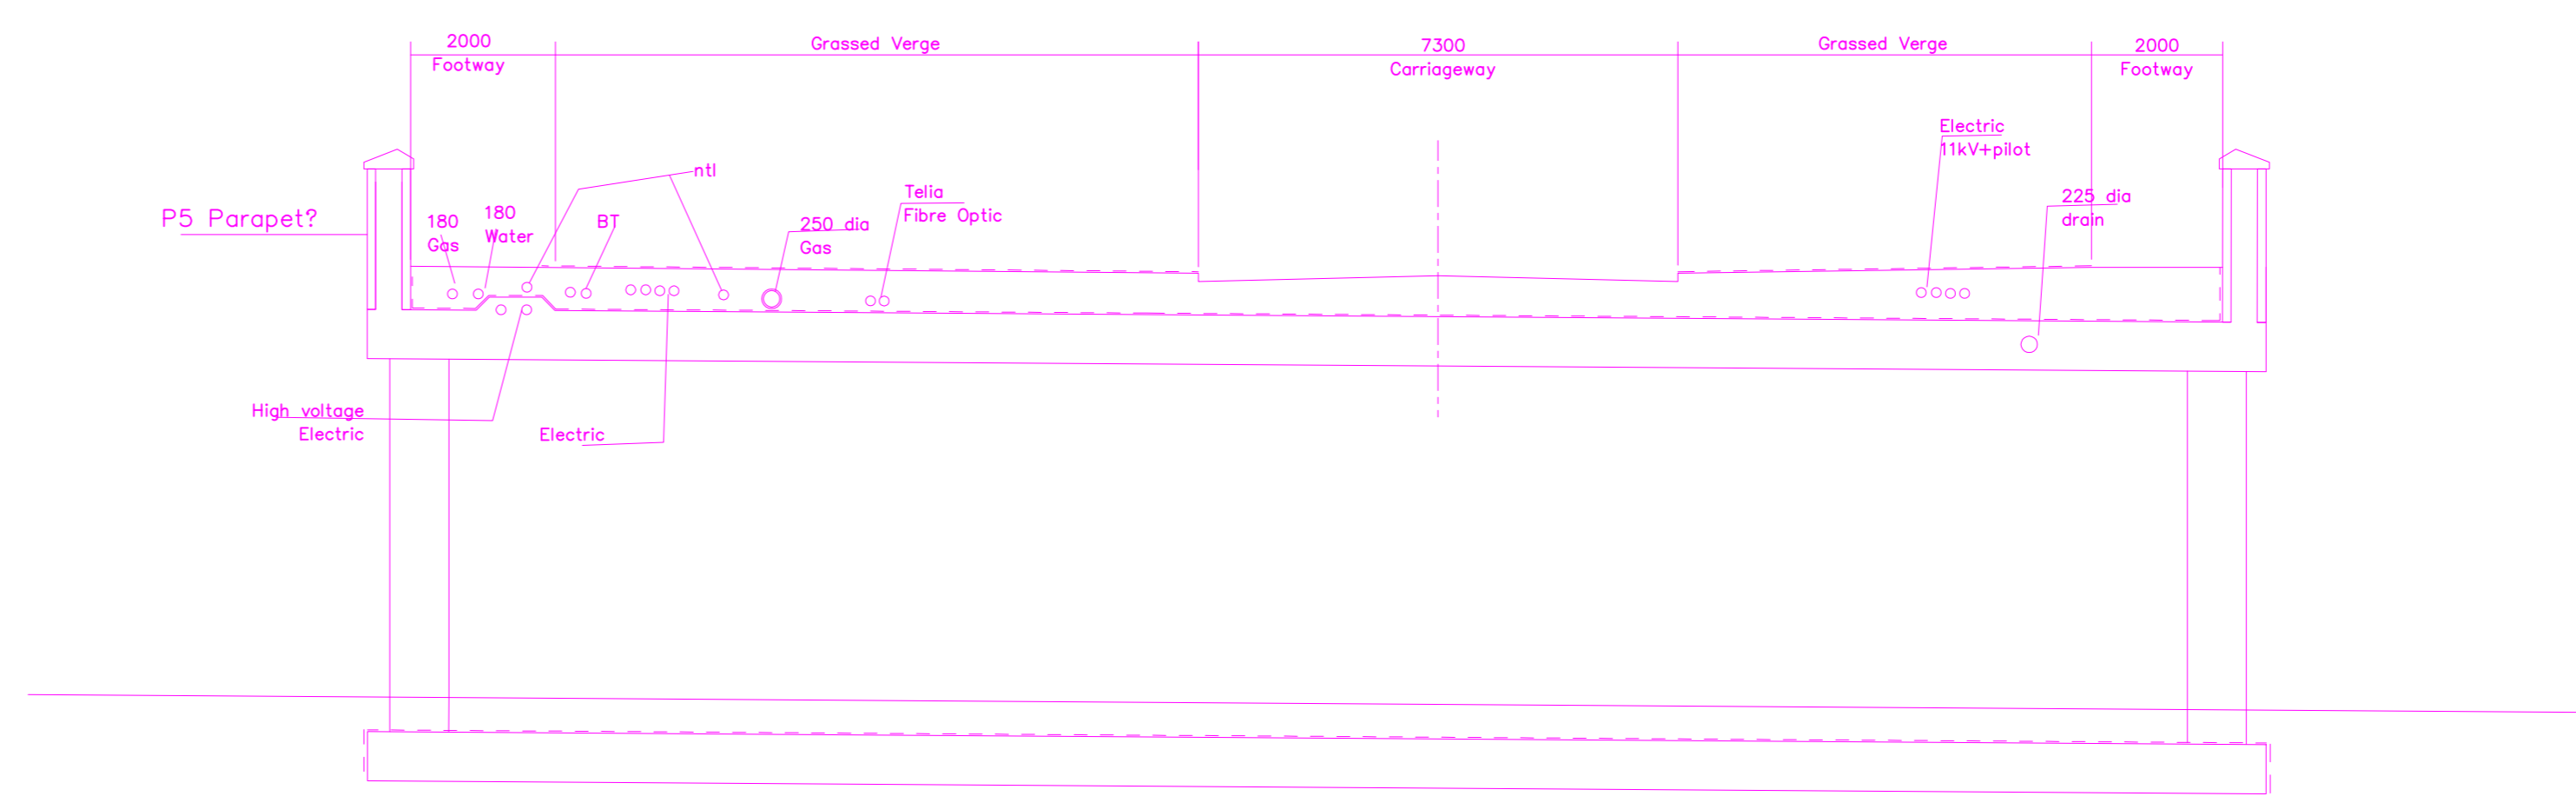 2000
Footway
Grassed Verge
7300
Carriageway
Grassed Verge
2000
Footway
Electric
11kV+pilot
ntl
Telia
Fibre Optic
225 dia
drain
P5 Parapet?
180
Gas
180
Water
BT
250 dia
Gas
High voltage
Electric
Electric